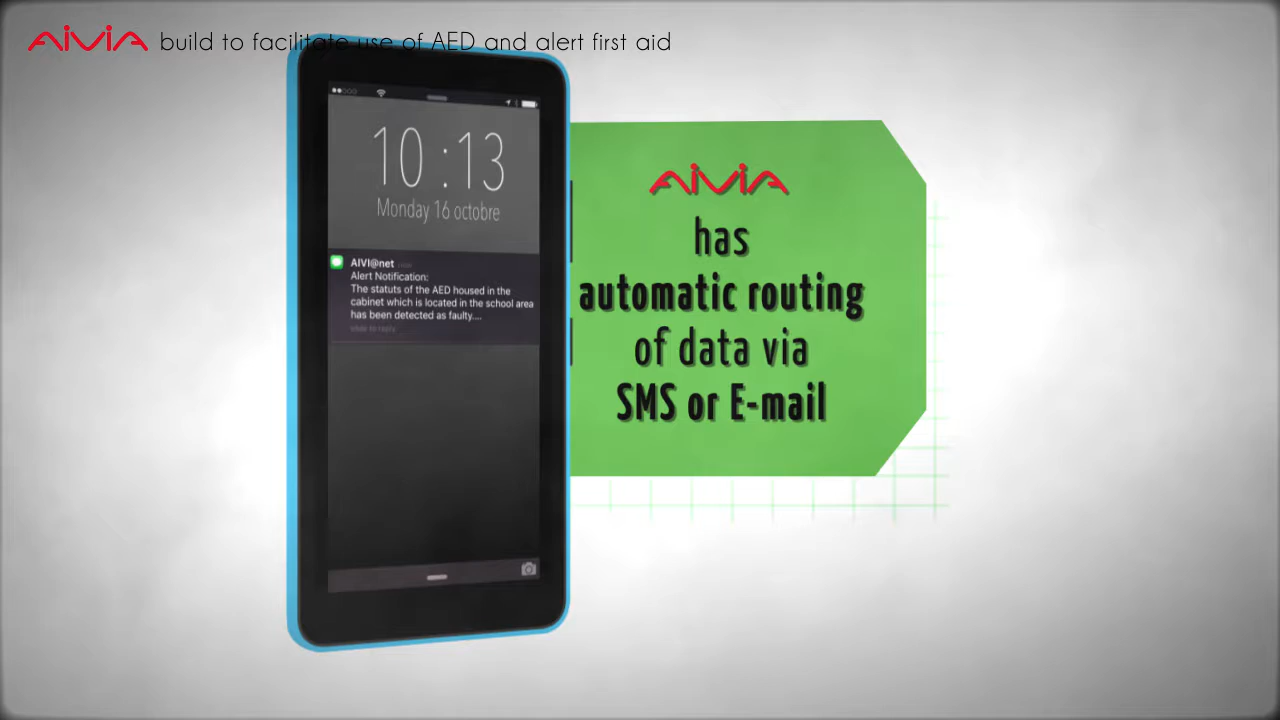 AiViA build to facilitate use of AED and alert first aid
10 :13
Monday 16 octobre
AIVI@net
Alert Notification:
The statuts of the AED housed in the
cabinet which is located in the school area
has been detected as faulty....
AiViA
has
automatic routing
of data via
SMS or E-mail